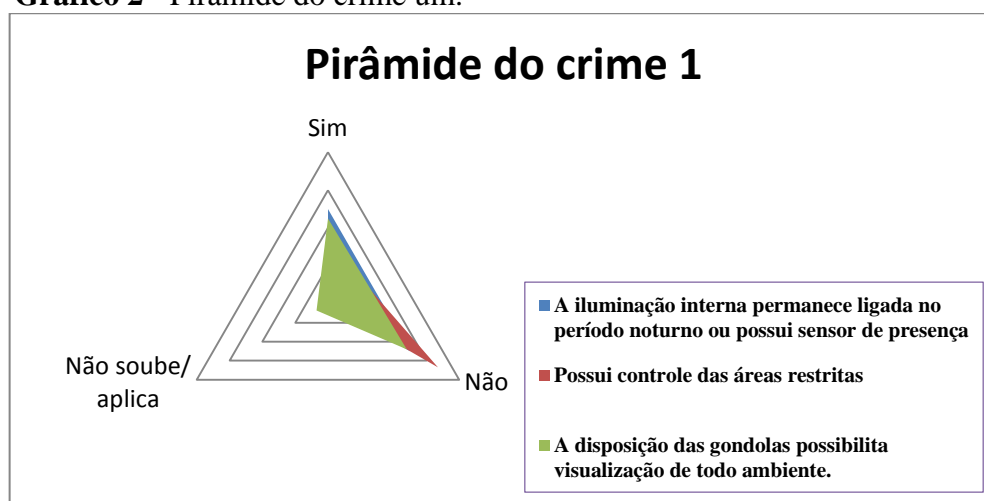 Gráfico 2 - Pirâmide do crime um.
Pirâmide do crime 1
Sim
Não soube/
aplica
Não
A iluminação interna permanece ligada no
período noturno ou possui sensor de presença
Possui controle das áreas restritas
A disposição das gondolas possibilita
visualização de todo ambiente.